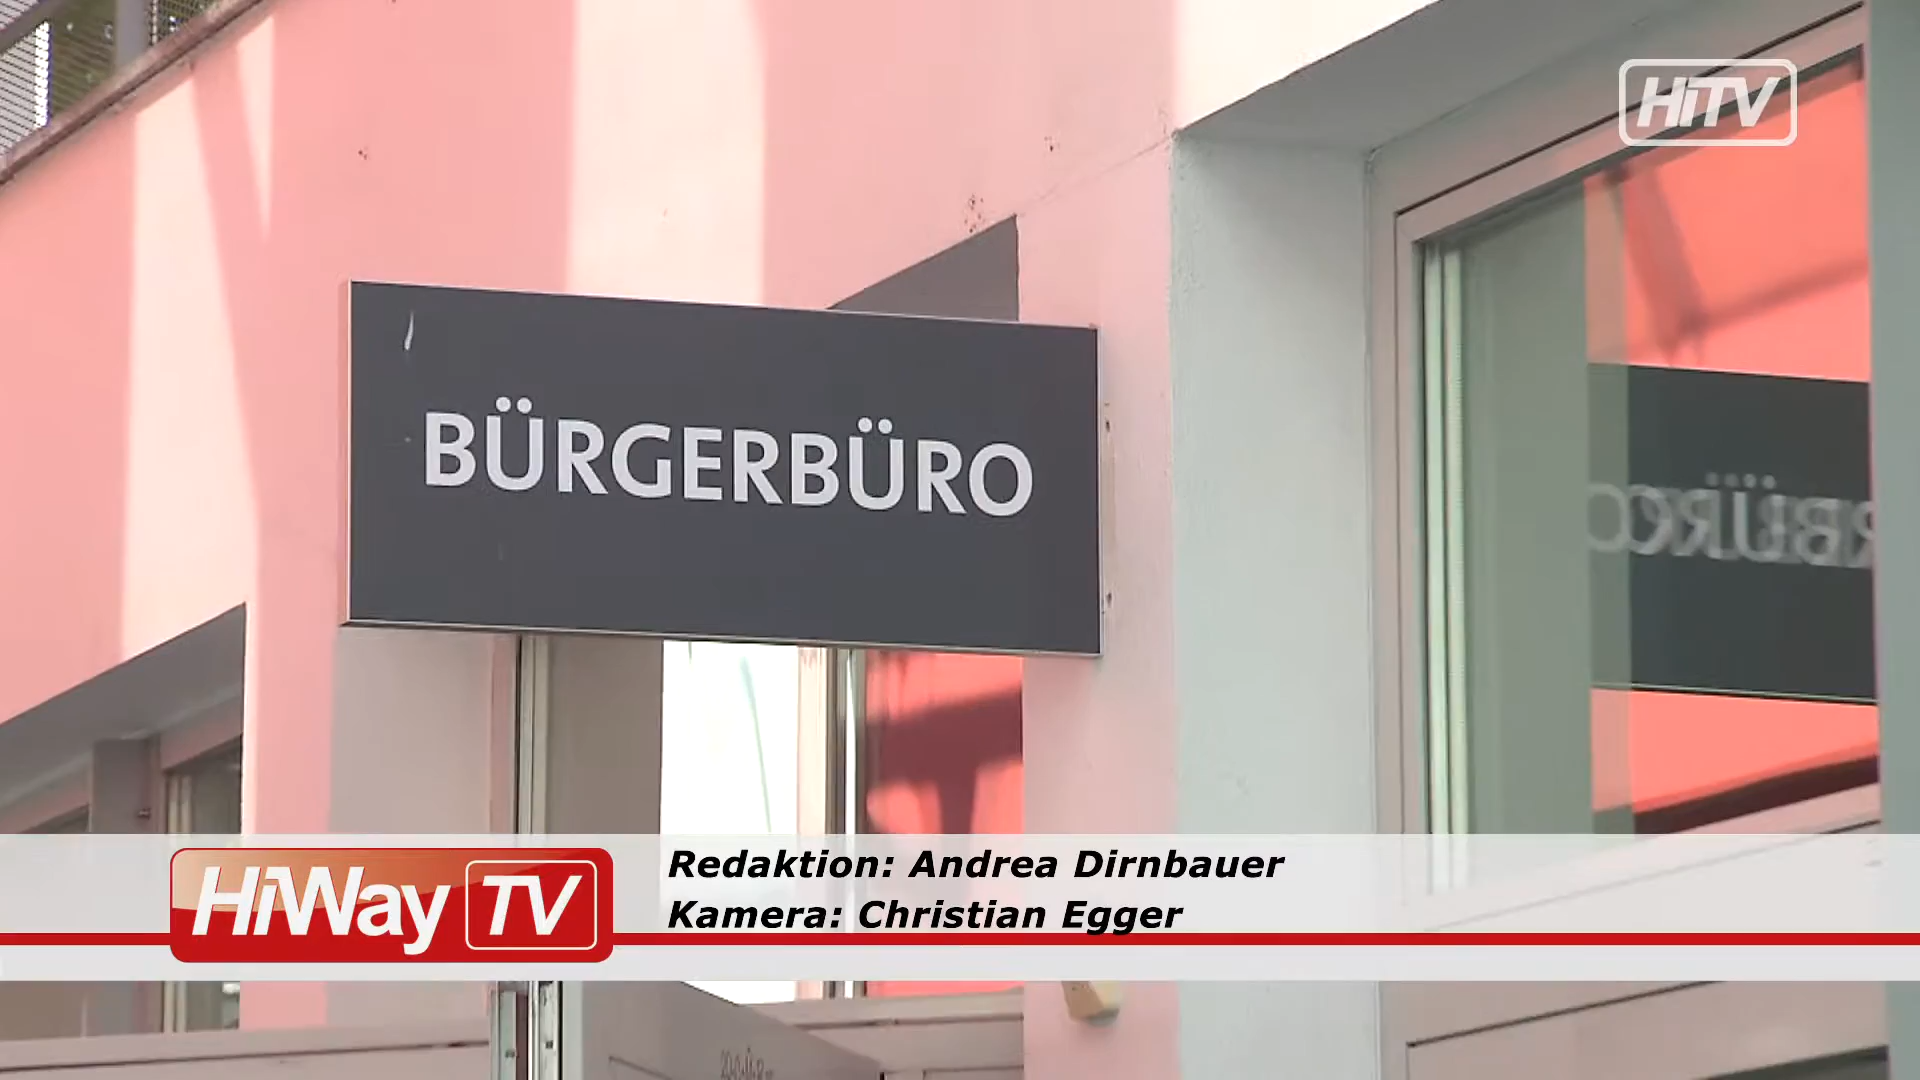 HiTV
BÜRGERBÜRO
Redaktion: Andrea Dirnbauer
Kamera: Christian Egger
HiWay TV